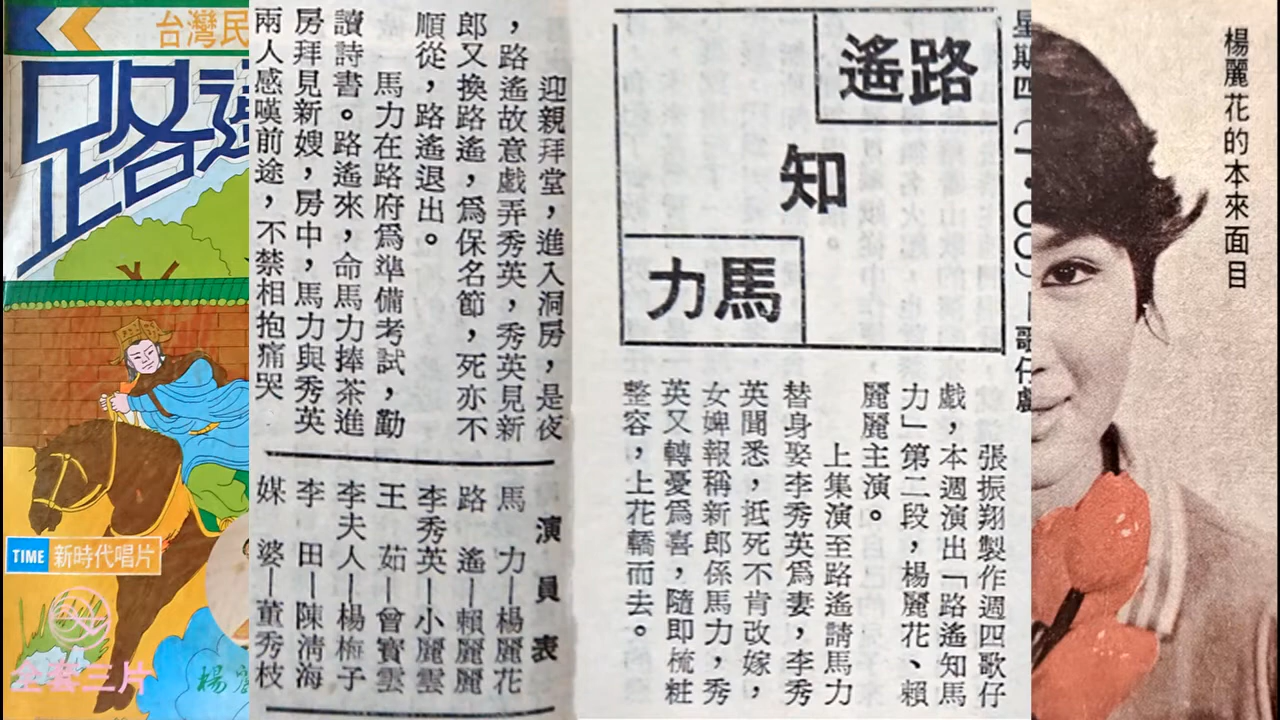 楊麗花的本來面目
星期四(下•00)
歌仔戲
路遙
知
馬力
張振翔製作週四歌仔
戲，本週演出「路遙知馬
力」第二段，楊麗花、賴
麗麗主演。
上集演至路遙請馬力
替身娶李秀英為妻，李秀
英聞悉，抵死不肯改嫁，
女婢報稱新郎係馬力，秀
英又轉憂為喜，隨即梳粧
整容，上花轎而去。
迎親拜堂，進入洞房，是夜
，路遙故意戲弄秀英，秀英見新
郎又換路遙，為保名節，死亦不
順從，路遙退出。
馬力在路府為準備考試，勤
讀詩書。路遙來，命馬力捧茶進
房拜見新嫂，房中，馬力與秀英
兩人感嘆前途，不禁相抱痛哭
演員表
馬力—楊麗花
路遙—賴麗麗
李秀英—小麗雲
王茹—曾寶雲
李夫人—楊梅子
李田—陳清海
媒婆—董秀枝
台灣民
路遙
TIME 新時代唱片
全套三片
楊麗